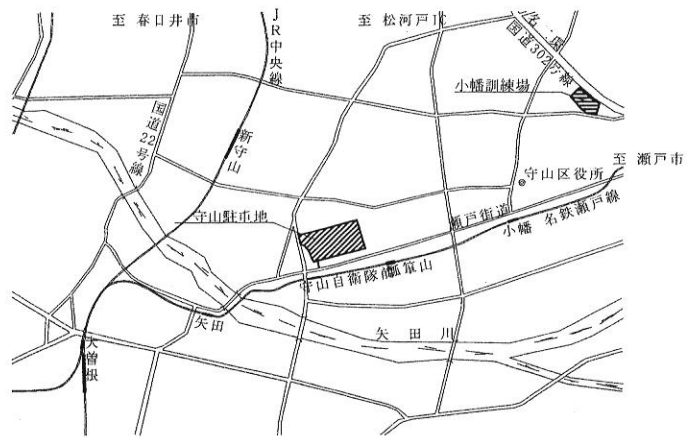 至 春日井市
JR中央線
至 松河戸IC
名二環
国道302号線
小幡訓練場
国道22号線
新守山
至
瀬戸市
守山区役所
守山駐屯地
瀬戸街道
小幡 名鉄瀬戸線
守山自衛隊前
瓢箪山
矢田
矢田川
大曽根